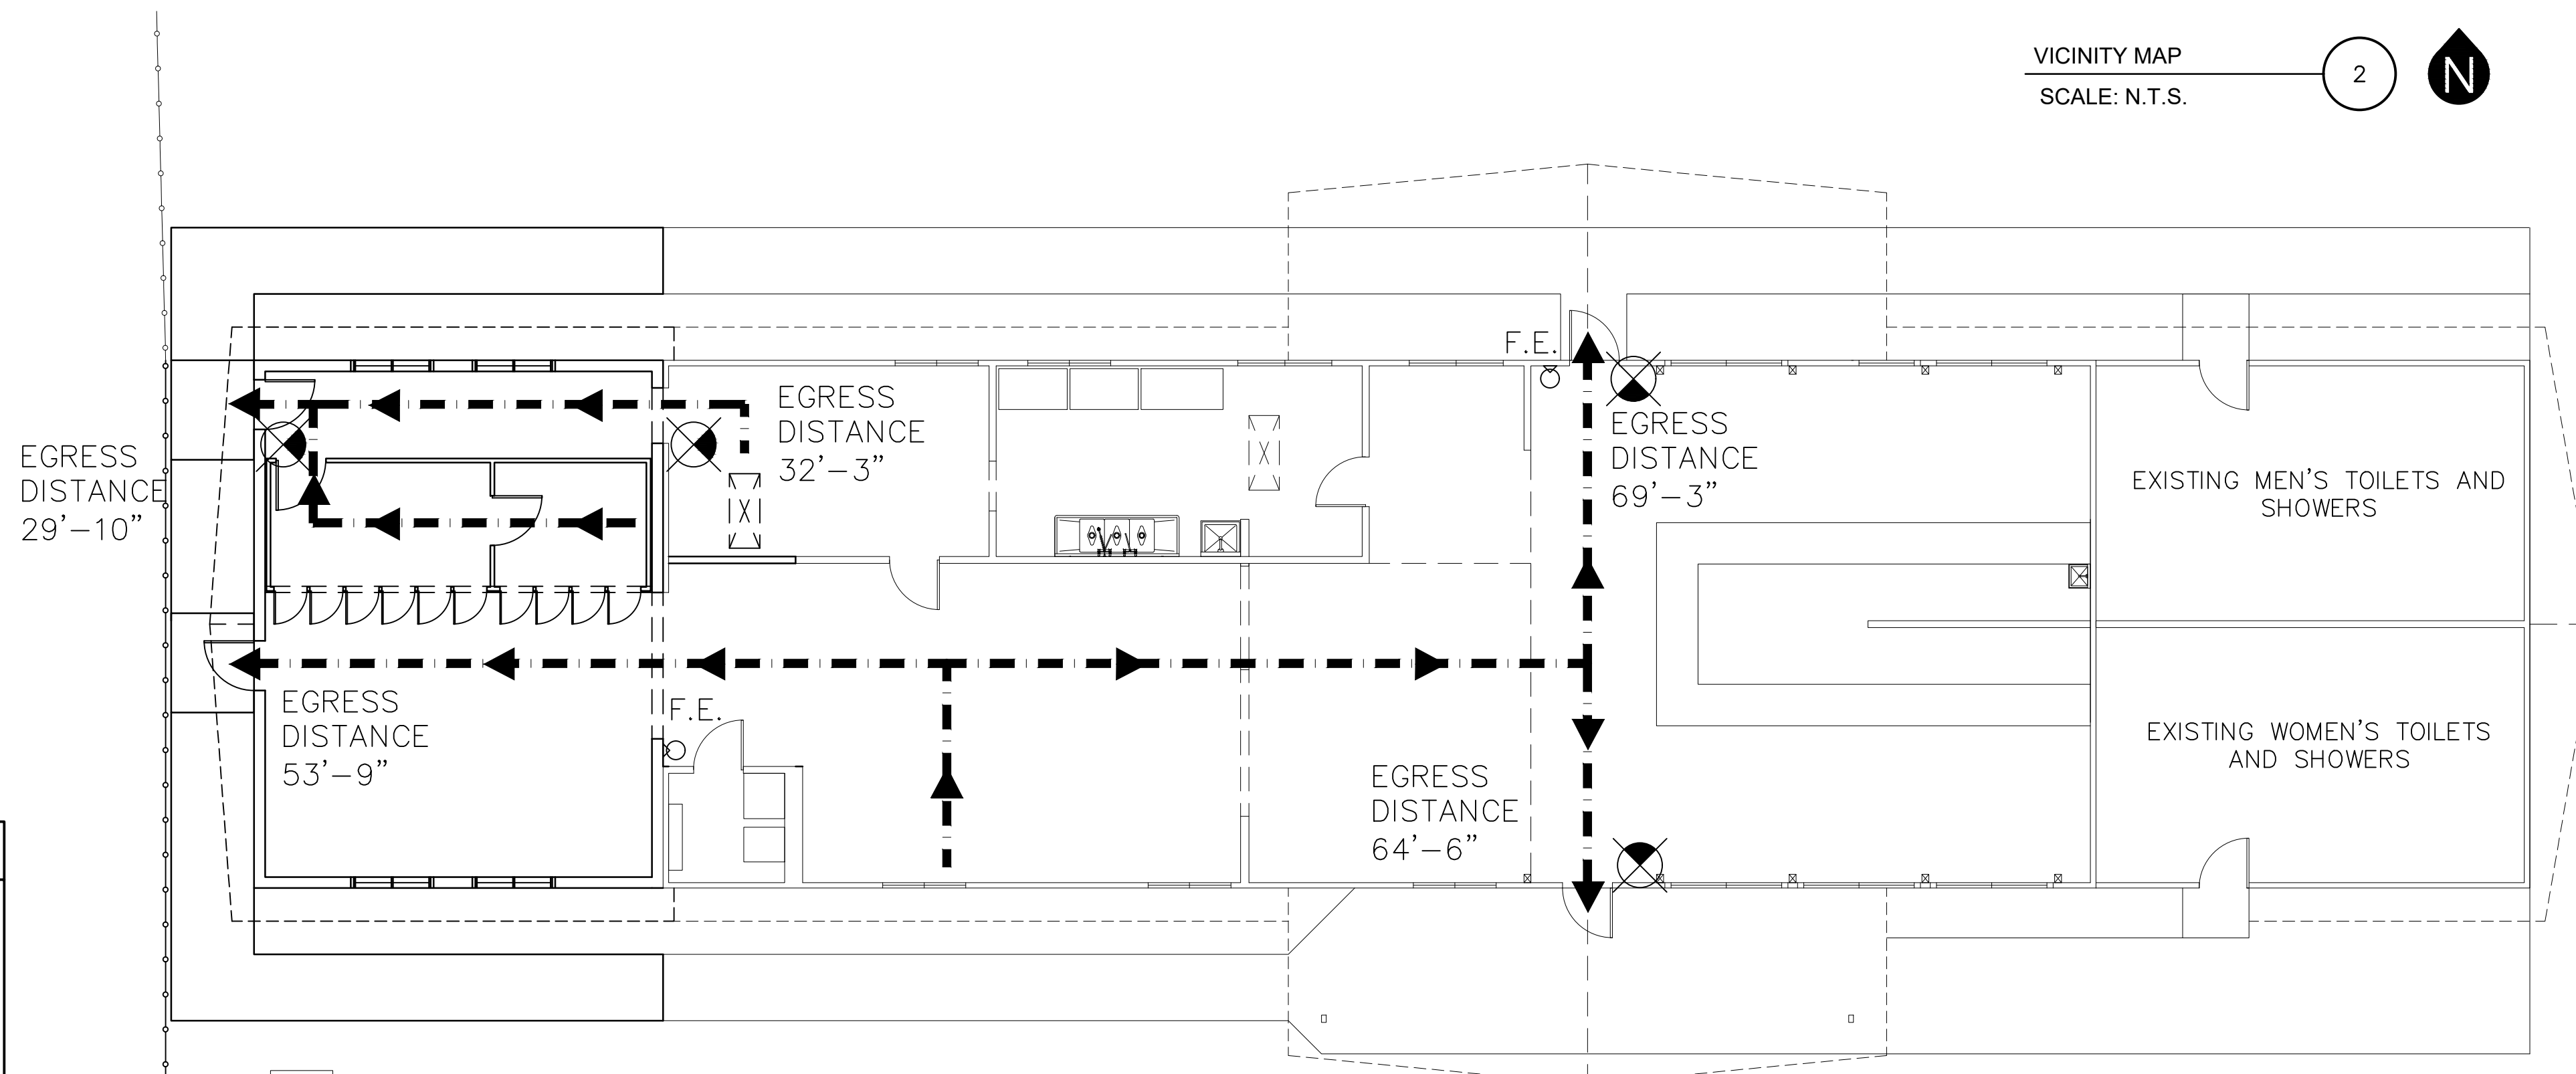 VICINITY MAP
SCALE: N.T.S.
2
N
F.E.
EGRESS
DISTANCE
32'-3"
EGRESS
DISTANCE
69'-3"
EGRESS
DISTANCE
29'-10"
EXISTING MEN'S TOILETS AND
SHOWERS
EGRESS
DISTANCE
53'-9"
F.E.
EGRESS
DISTANCE
64'-6"
EXISTING WOMEN'S TOILETS
AND SHOWERS